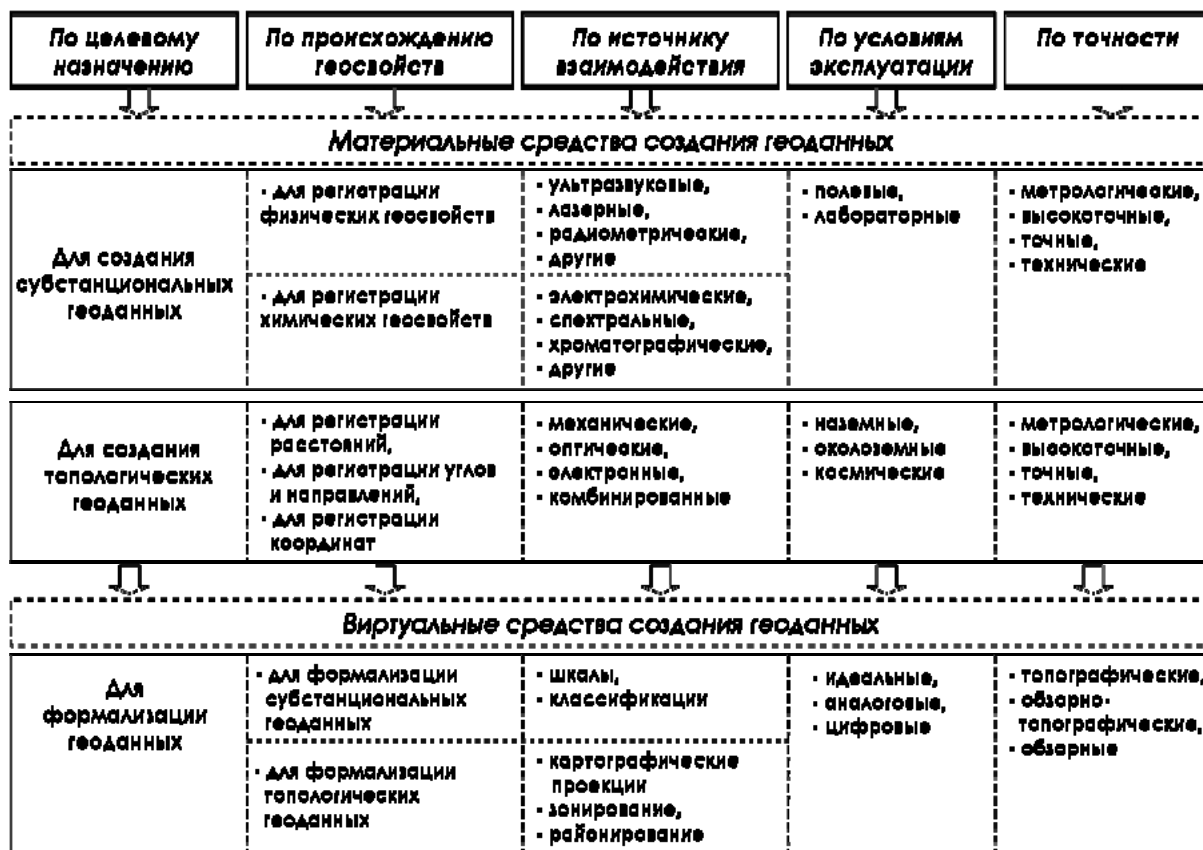 По целевому
назначению
По происхождению
геосвойств
По источнику
взаимодействия
По условиям
эксплуатации
По точности
Материальные средства создания геоданных
Для создания
субстанциональных
геоданных
- для регистрации
физических геосвойств
- ультразвуковые,
- лазерные,
- радиометрические,
- другие
- полевые,
- лабораторные
- метрологические,
- высокоточные,
- точные,
- технические
- для регистрации
химических геосвойств
- электрохимические,
- спектральные,
- хроматографические,
- другие
Для создания
топологических
геоданных
- для регистрации
расстояний,
- для регистрации углов
и направлений,
- для регистрации
координат
- механические,
- оптические,
- электронные,
- комбинированные
- наземные,
- околоземные
- космические
- метрологические,
- высокоточные,
- точные,
- технические
Виртуальные средства создания геоданных
Для
формализации
геоданных
- для формализации
субстанциональных
геоданных
- шкалы,
- классификации
- идеальные,
- аналоговые,
- цифровые
- топографические,
- обзорно-
топографические,
- обзорные
- для формализации
топологических
геоданных
- картографические
проекции
- зонирование,
- районирование